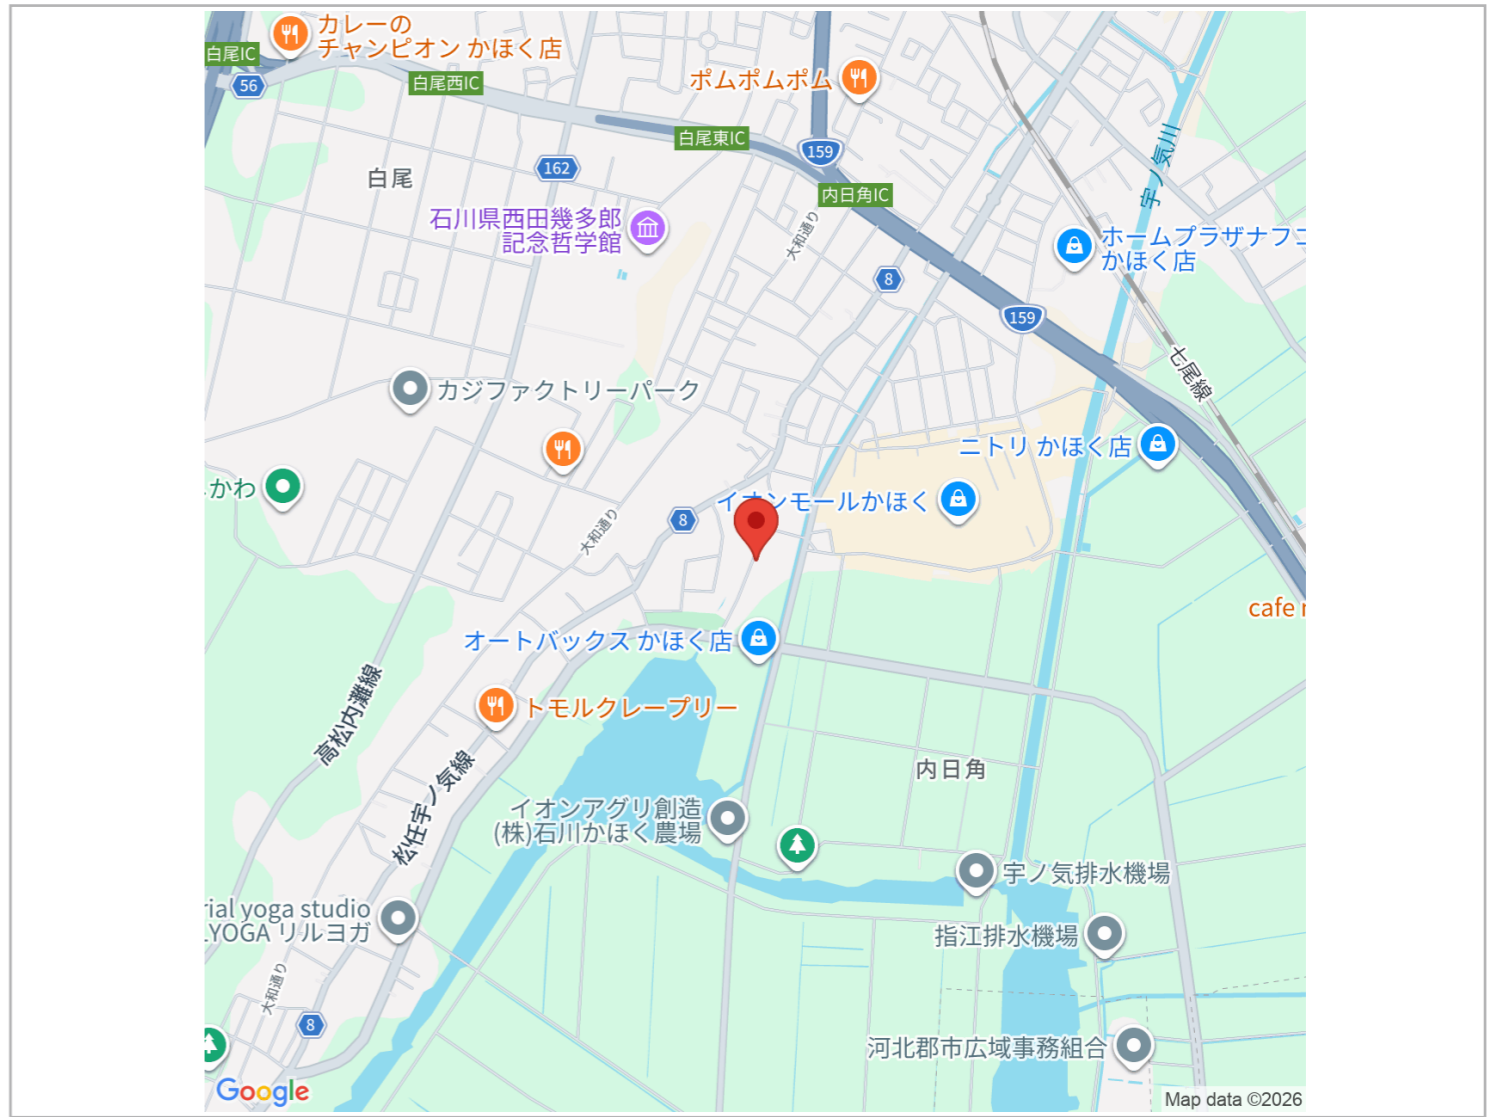 カレーの
チャンピオン かほく店
白尾IC
56
白尾西IC
ポムポムポム
白尾東IC
159
162
白尾
内日角IC
宇ノ気川
石川県西田幾多郎
記念哲学館
大和通り
ホームプラザナフコ
かほく店
8
159
七尾線
カジファクトリーパーク
ニトリ かほく店
かわ
イオンモールかほく
8
大和通り
cafe
オートバックス かほく店
高松内灘線
トモルクレープリー
松任宇ノ気線
内日角
イオンアグリ創造
(株)石川かほく農場
宇ノ気排水機場
rial yoga studio
YOGA リルヨガ
指江排水機場
大和通り
8
河北郡市広域事務組合
Google
Map data ©2026